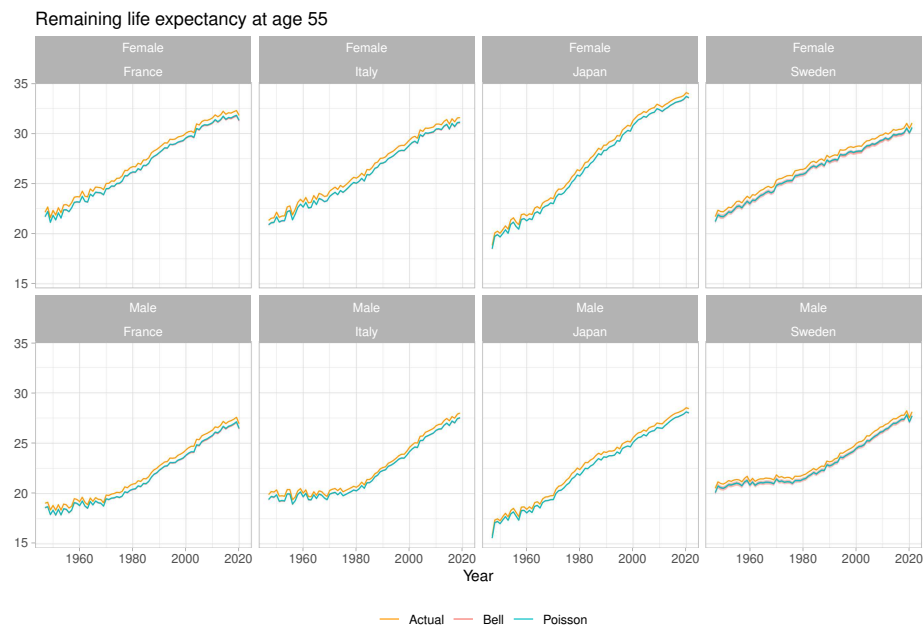 Remaining life expectancy at age 55
Female Female Female Female
France Italy Japan Sweden
35
30
25
20
15
Male Male Male Male
France Italy Japan Sweden
35
30
25
20
15
1960 1980 2000 2020 1960 1980 2000 2020 1960 1980 2000 2020 1960 1980 2000 2020
Year
Actual Bell Poisson